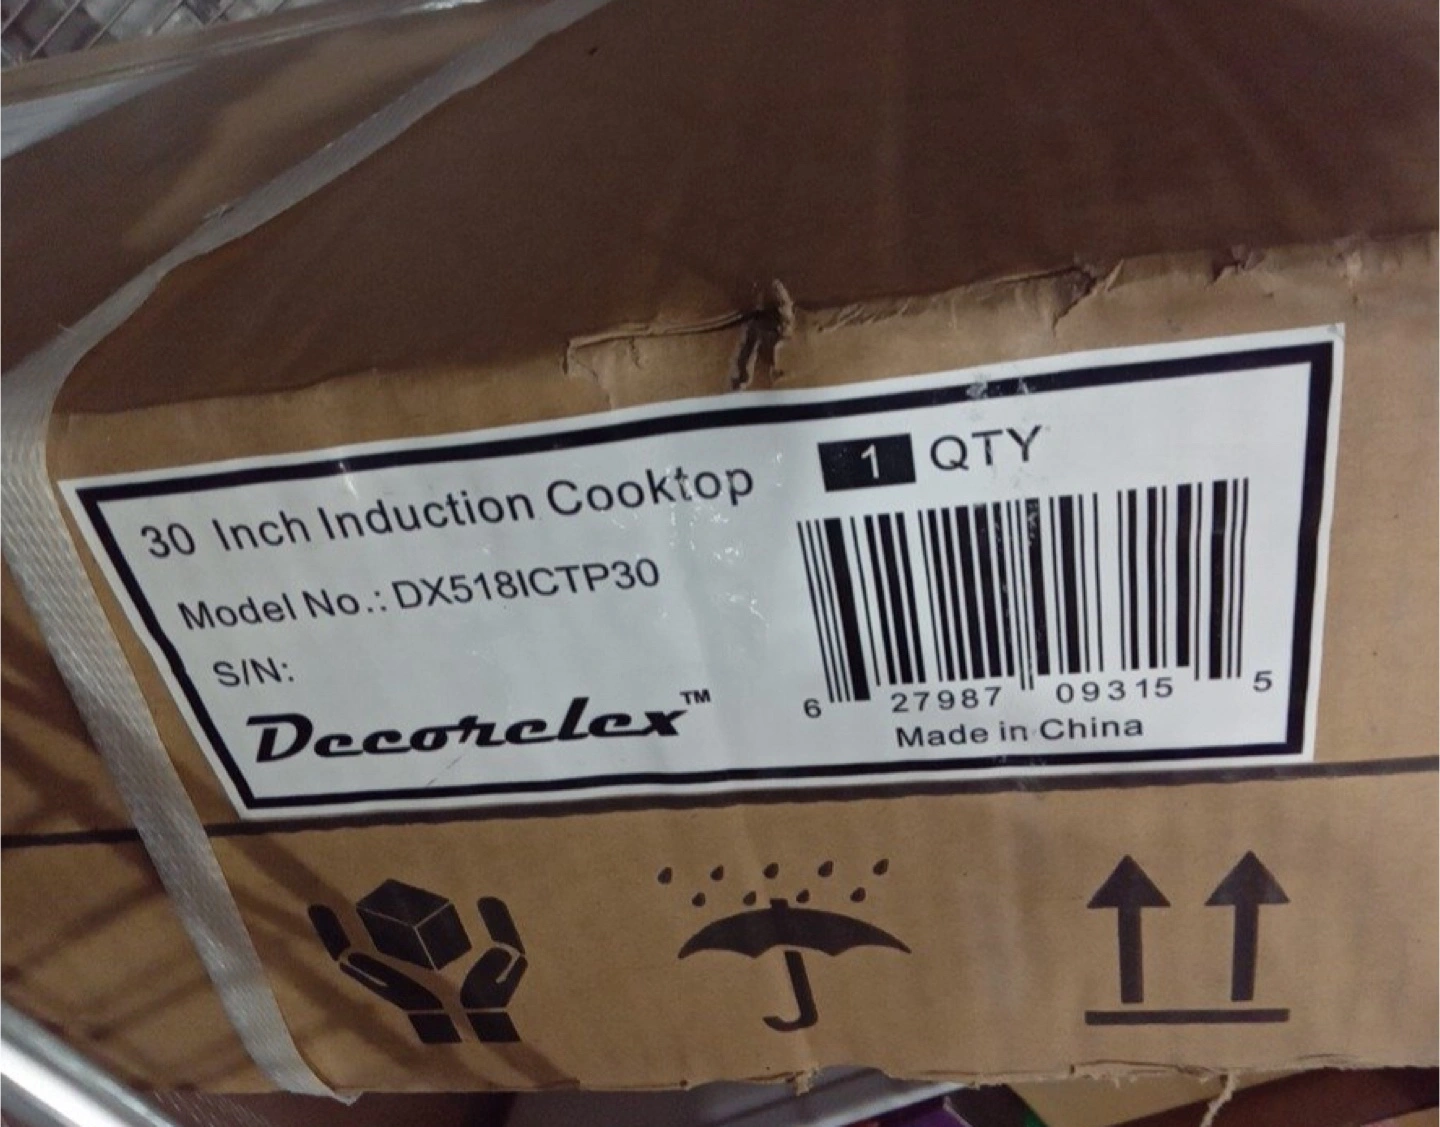 30 Inch Induction Cooktop
1 QTY
Model No.: DX518ICTP30
S/N:
Decorelex™
6 27987 09315 5
Made in China